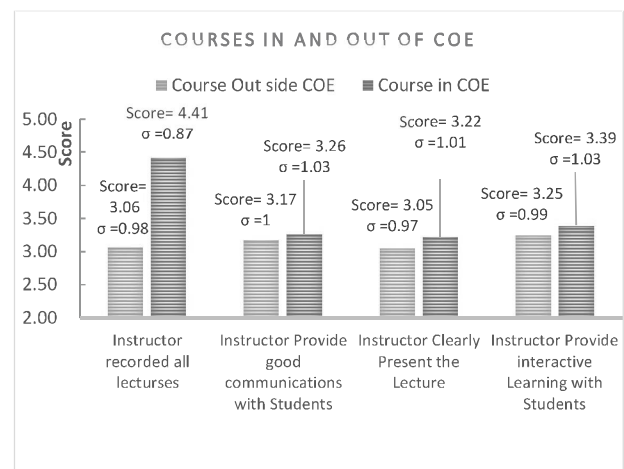 COURSES IN AND OUT OF COE
Course Out side COE Course in COE
Score
5.00
4.50
4.00
3.50
3.00
2.50
2.00
Score=
3.06
σ =0.98
Score= 4.41
σ =0.87
Score= 3.17
σ =1
Score= 3.26
σ =1.03
Score= 3.05
σ =0.97
Score= 3.22
σ =1.01
Score= 3.25
σ =0.99
Score= 3.39
σ =1.03
Instructor
recorded all
lecturses
Instructor Provide
good
communications
with Students
Instructor Clearly
Present the
Lecture
Instructor Provide
interactive
Learning with
Students